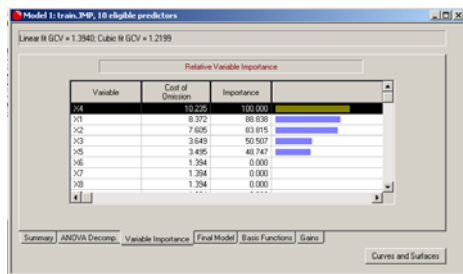 Model 1: train.JMP, 10 eligible predictors
Linear fit GCV = 1.3940; Cubic fit GCV = 1.2199
Relative Variable Importance
Variable Cost of Omission Importance
X4 10.235 100.000
X1 8.372 88.838
X2 7.605 83.815
X3 3.649 50.507
X5 3.495 48.747
X6 1.394 0.000
X7 1.394 0.000
X8 1.394 0.000
Summary ANOVA Decomp. Variable Importance Final Model Basis Functions Gains
Curves and Surfaces